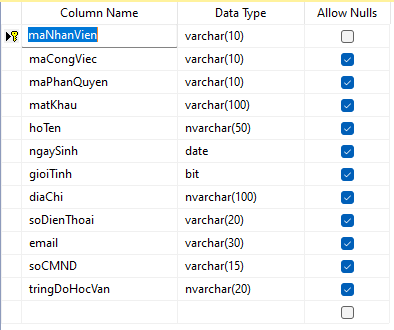 Column Name Data Type Allow Nulls
maNhanVien varchar(10)
maCongViec varchar(10)
maPhanQuyen varchar(10)
matKhau varchar(100)
hoTen nvarchar(50)
ngaySinh date
gioiTinh bit
diaChi nvarchar(100)
soDienThoai varchar(20)
email varchar(30)
soCMND varchar(15)
tringDoHocVan nvarchar(20)